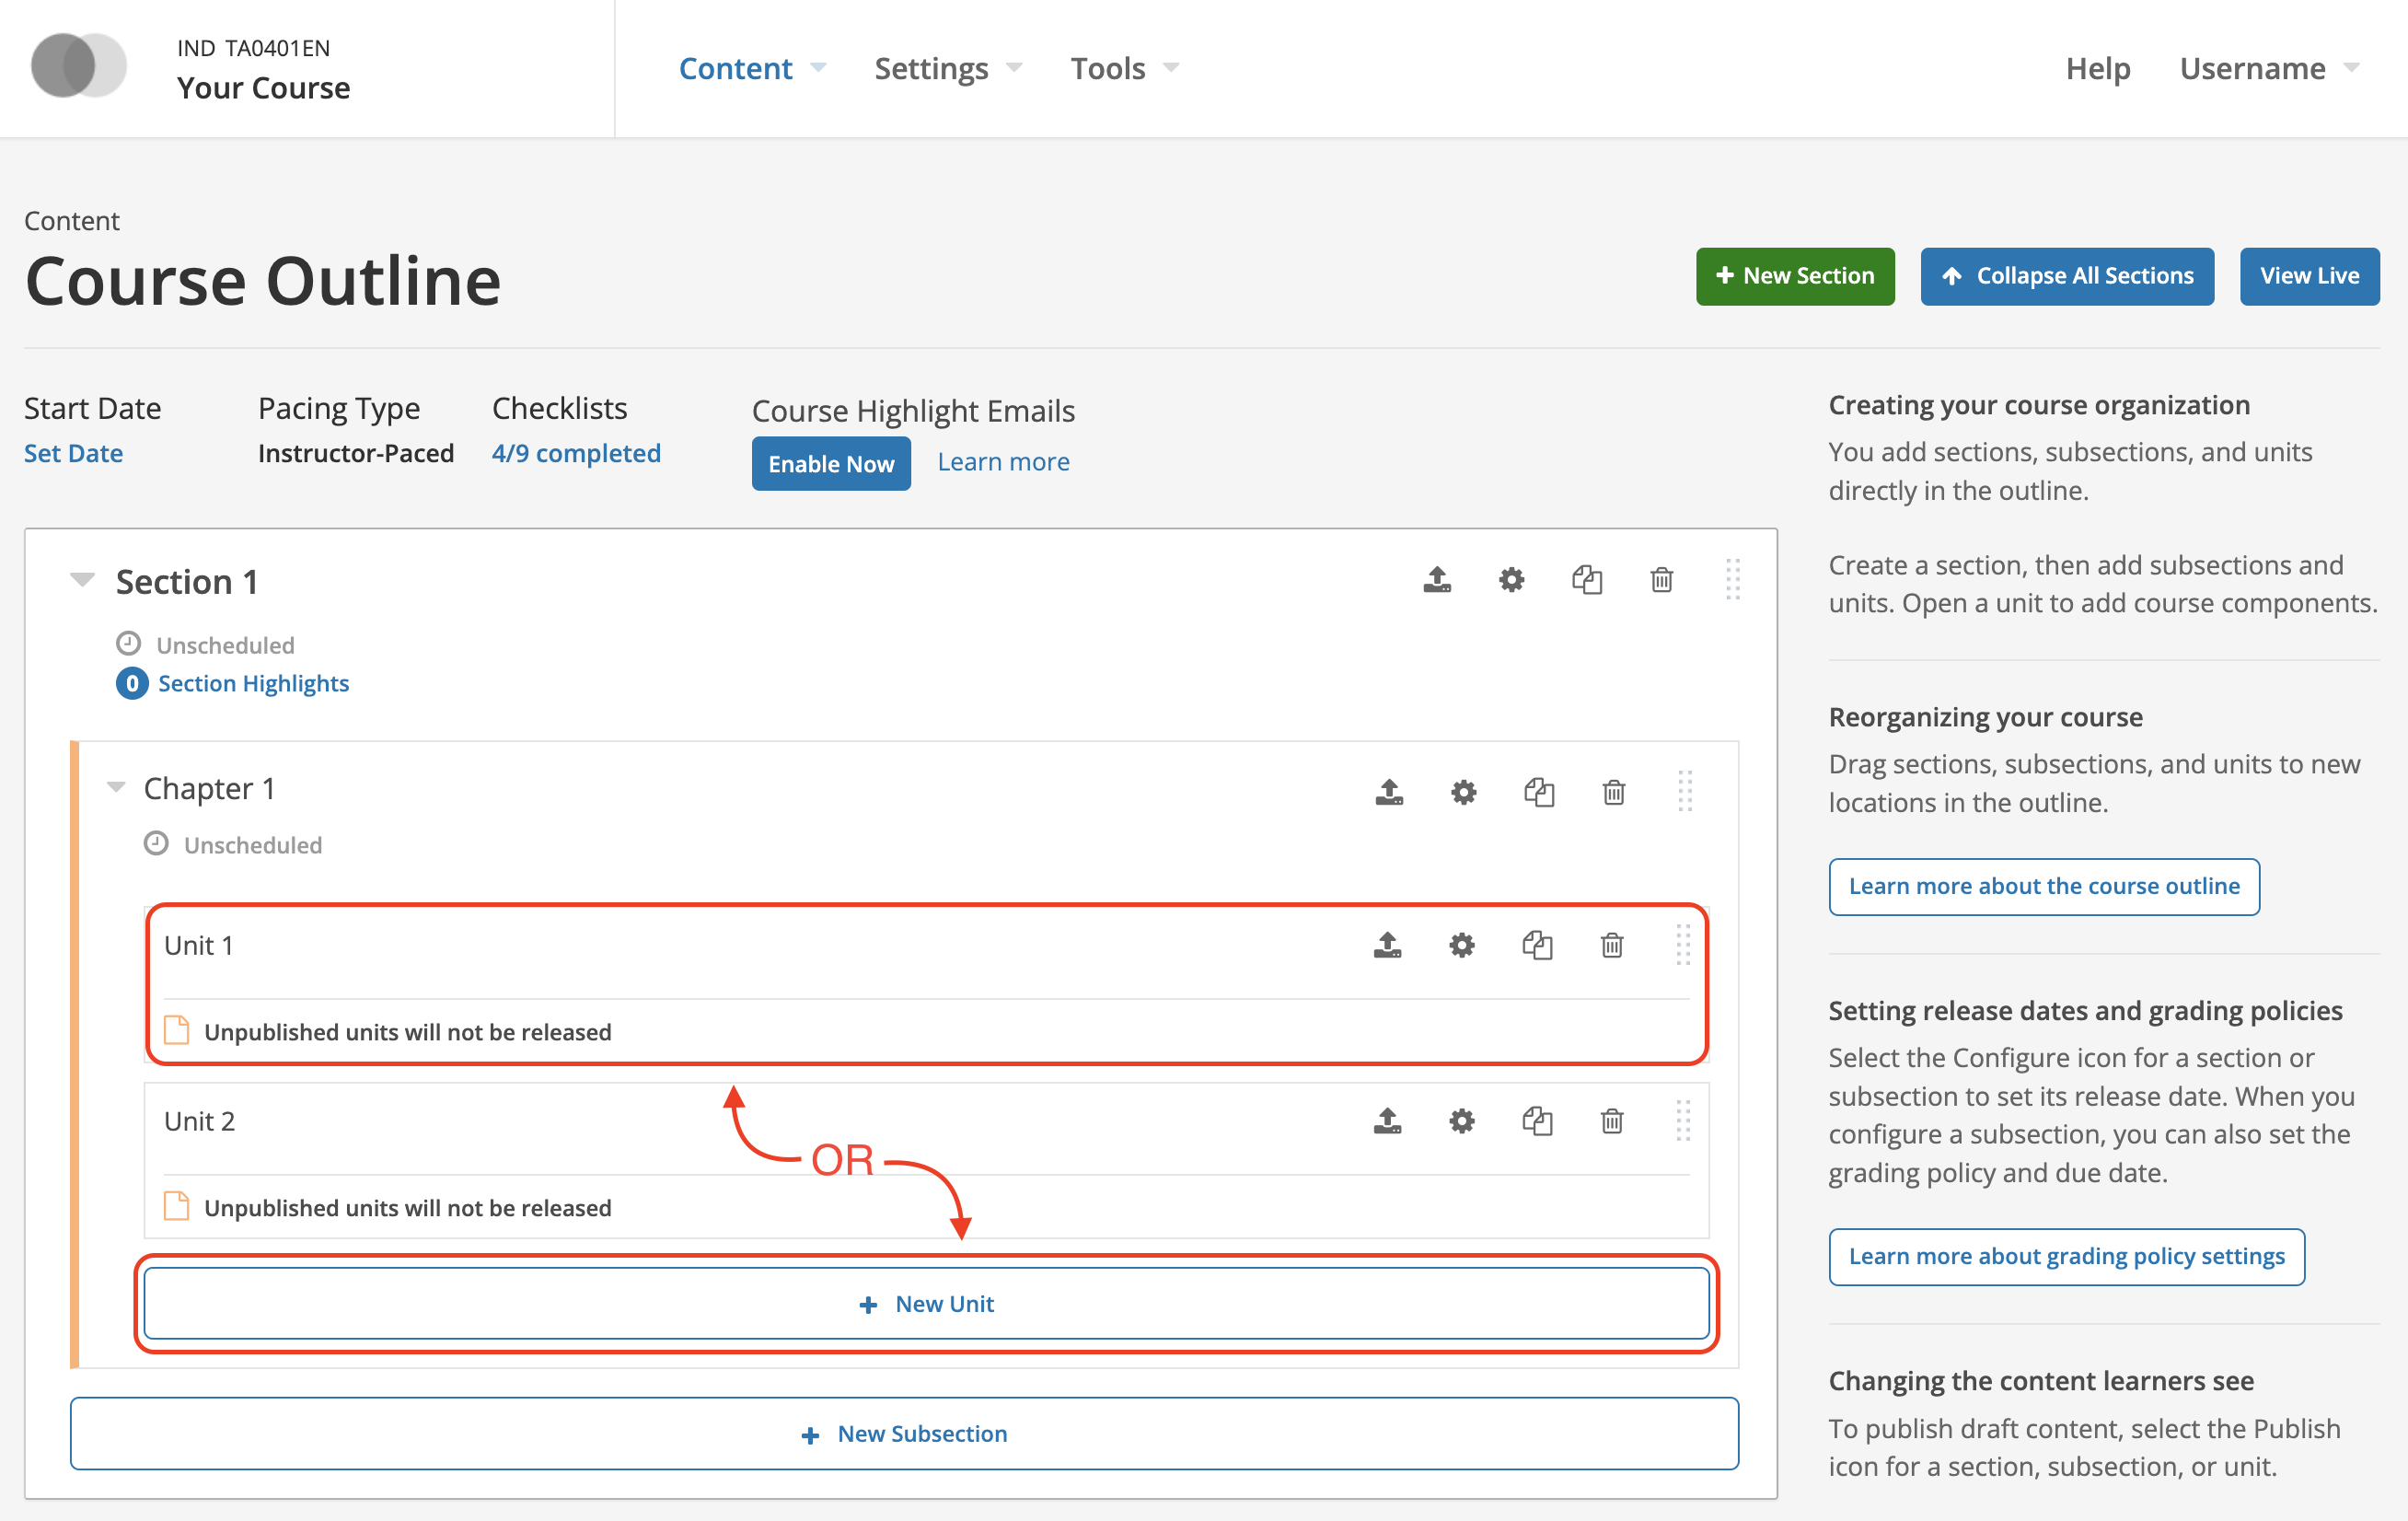 IND TA0401EN
Your Course
Content
Settings
Tools
Help
Username
Content
Course Outline
New Section
Collapse All Sections
View Live
Start Date
Set Date
Pacing Type
Instructor-Paced
Checklists
4/9 completed
Course Highlight Emails
Enable Now
Learn more
Section 1
Unscheduled
0 Section Highlights
Chapter 1
Unscheduled
Unit 1
Unpublished units will not be released
Unit 2
OR
Unpublished units will not be released
+ New Unit
+ New Subsection
Creating your course organization
You add sections, subsections, and units
directly in the outline.
Create a section, then add subsections and
units. Open a unit to add course components.
Reorganizing your course
Drag sections, subsections, and units to new
locations in the outline.
Learn more about the course outline
Setting release dates and grading policies
Select the Configure icon for a section or
subsection to set its release date. When you
configure a subsection, you can also set the
grading policy and due date.
Learn more about grading policy settings
Changing the content learners see
To publish draft content, select the Publish
icon for a section, subsection, or unit.